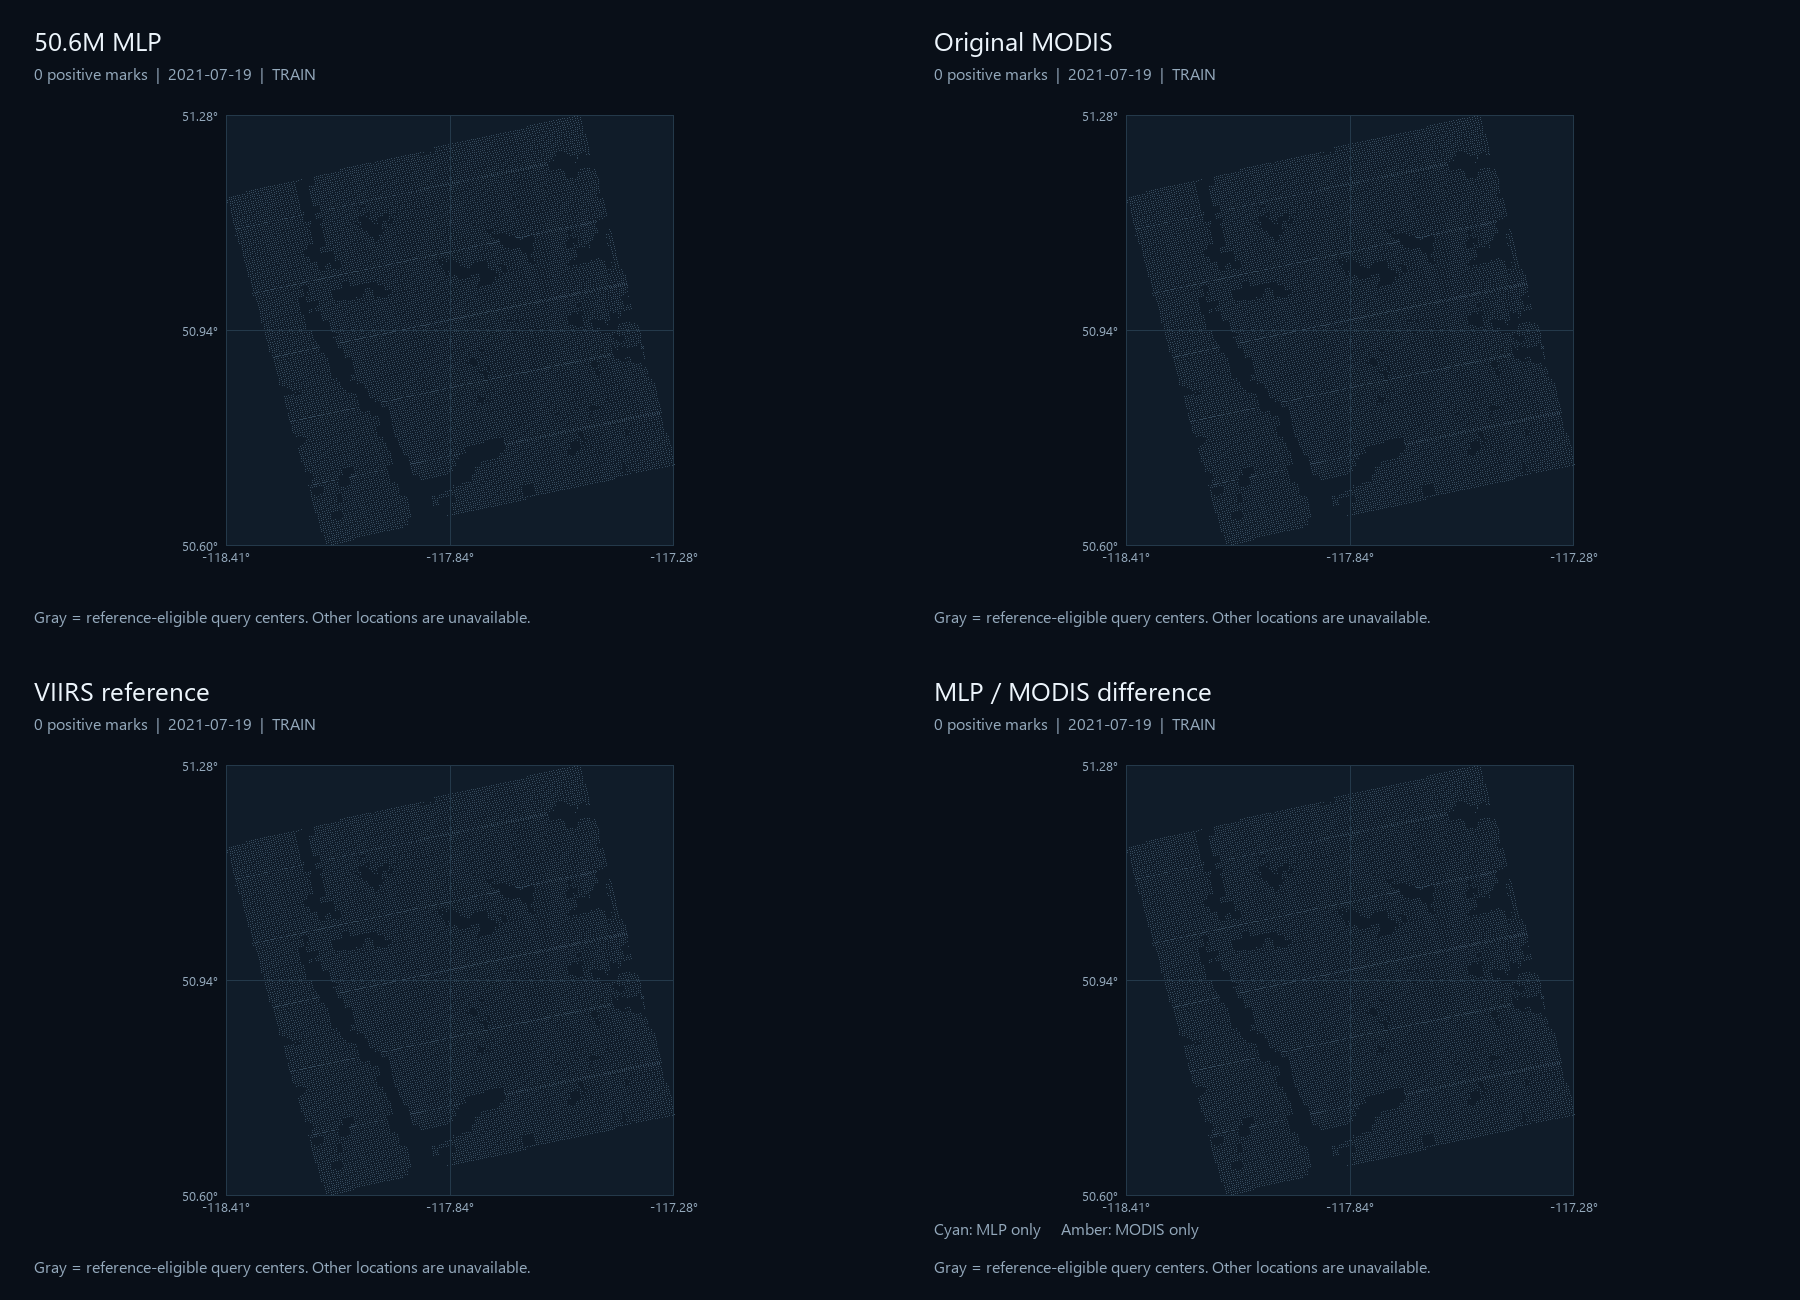 50.6M MLP
0 positive marks | 2021-07-19 | TRAIN
51.28°
50.94°
50.60°
-118.41°
-117.84°
-117.28°
Gray = reference-eligible query centers. Other locations are unavailable.
Original MODIS
0 positive marks | 2021-07-19 | TRAIN
51.28°
50.94°
50.60°
-118.41°
-117.84°
-117.28°
Gray = reference-eligible query centers. Other locations are unavailable.
VIIRS reference
0 positive marks | 2021-07-19 | TRAIN
51.28°
50.94°
50.60°
-118.41°
-117.84°
-117.28°
Gray = reference-eligible query centers. Other locations are unavailable.
MLP / MODIS difference
0 positive marks | 2021-07-19 | TRAIN
51.28°
50.94°
50.60°
-118.41°
-117.84°
-117.28°
Cyan: MLP only Amber: MODIS only
Gray = reference-eligible query centers. Other locations are unavailable.